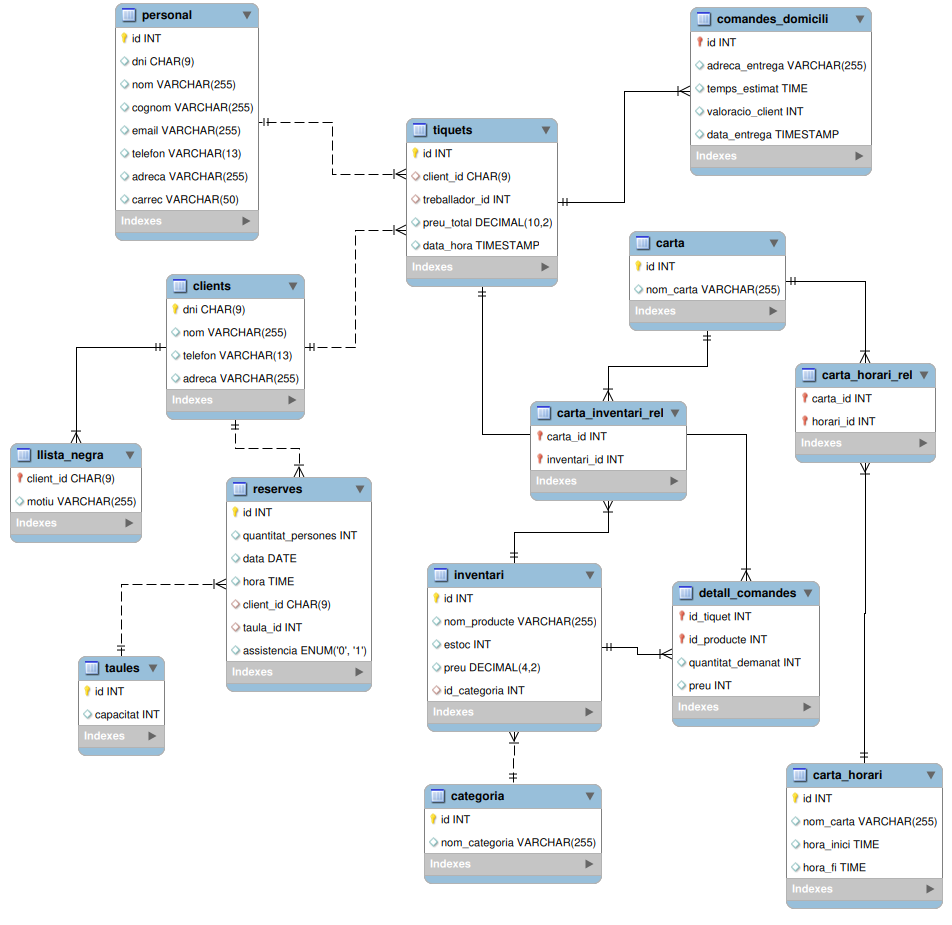 personal
id INT
dni CHAR(9)
nom VARCHAR(255)
cognom VARCHAR(255)
email VARCHAR(255)
telefon VARCHAR(13)
adreca VARCHAR(255)
carrec VARCHAR(50)
Indexes
comandes_domicili
id INT
adreca_entrega VARCHAR(255)
temps_estimat TIME
valoracio_client INT
data_entrega TIMESTAMP
Indexes
tiquets
id INT
client_id CHAR(9)
treballador_id INT
preu_total DECIMAL(10,2)
data_hora TIMESTAMP
Indexes
carta
id INT
nom_carta VARCHAR(255)
Indexes
clients
dni CHAR(9)
nom VARCHAR(255)
telefon VARCHAR(13)
adreca VARCHAR(255)
Indexes
carta_horari_rel
carta_id INT
horari_id INT
Indexes
carta_inventari_rel
carta_id INT
inventari_id INT
Indexes
llista_negra
client_id CHAR(9)
motiu VARCHAR(255)
Indexes
reserves
id INT
quantitat_persones INT
data DATE
hora TIME
client_id CHAR(9)
taula_id INT
assistencia ENUM('0', '1')
Indexes
inventari
id INT
nom_producte VARCHAR(255)
estoc INT
preu DECIMAL(4,2)
id_categoria INT
Indexes
detall_comandes
id_tiquet INT
id_producte INT
quantitat_demanat INT
preu INT
Indexes
taules
id INT
capacitat INT
Indexes
categoria
id INT
nom_categoria VARCHAR(255)
Indexes
carta_horari
id INT
nom_carta VARCHAR(255)
hora_inici TIME
hora_fi TIME
Indexes